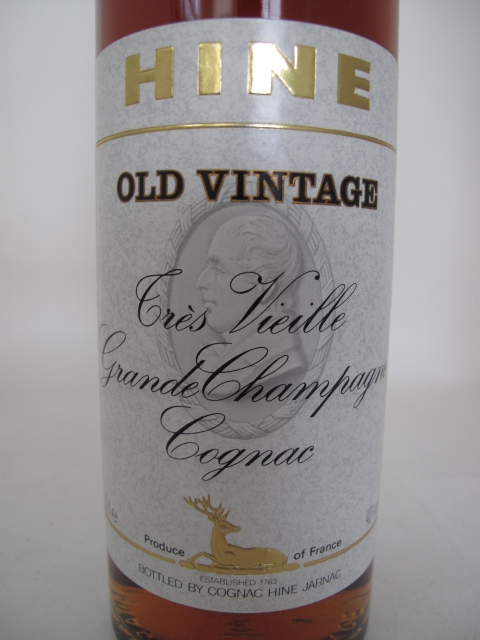 HINE
OLD VINTAGE
Très Vieille
Grande Champagne
Cognac
Produce of France
ESTABLISHED 1763
BOTTLED BY COGNAC HINE JARNAC